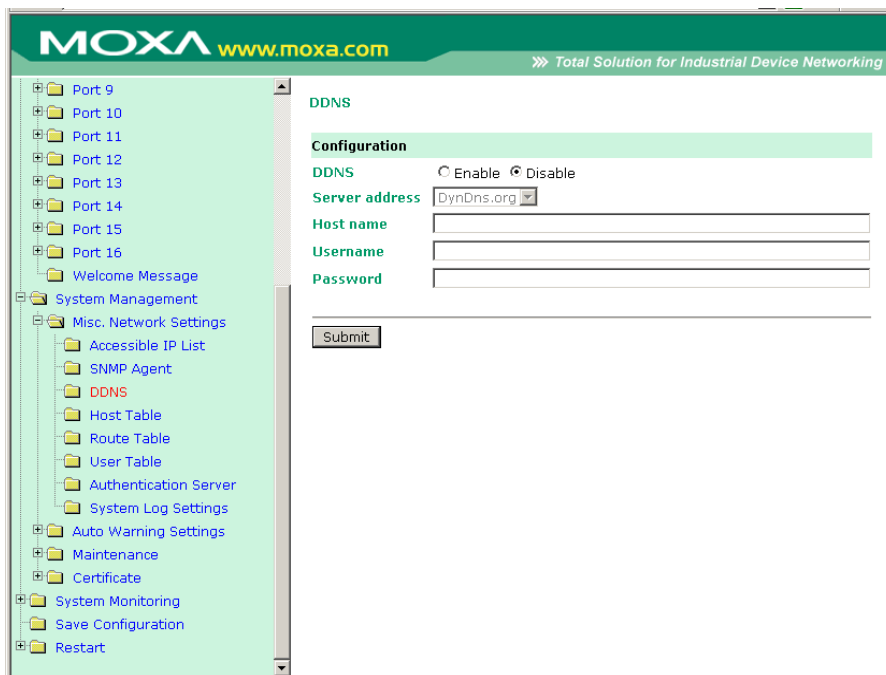 MOXA www.moxa.com
Total Solution for Industrial Device Networking
Port 9
Port 10
Port 11
Port 12
Port 13
Port 14
Port 15
Port 16
Welcome Message
System Management
Misc. Network Settings
Accessible IP List
SNMP Agent
DDNS
Host Table
Route Table
User Table
Authentication Server
System Log Settings
Auto Warning Settings
Maintenance
Certificate
System Monitoring
Save Configuration
Restart
DDNS
Configuration
DDNS Enable Disable
Server address DynDns.org
Host name
Username
Password
Submit